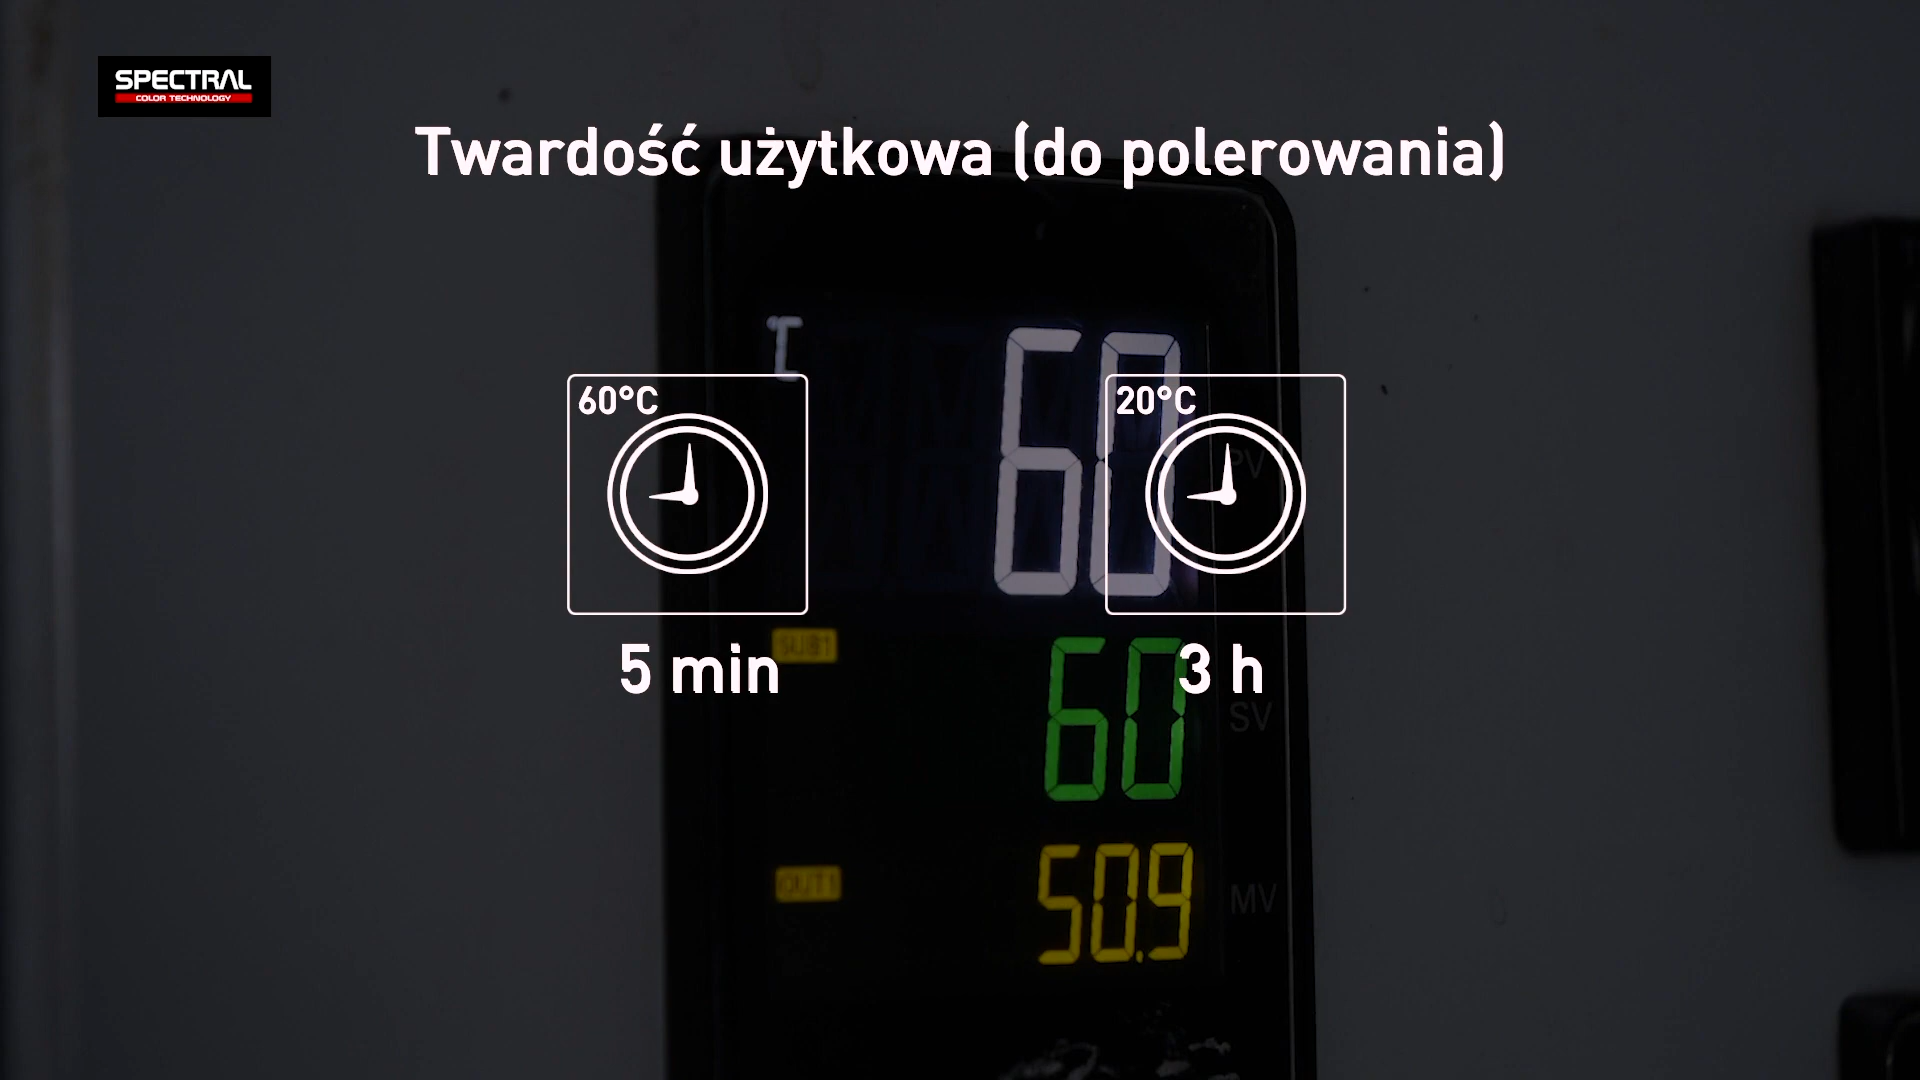 SPECTRAL
COLOR TECHNOLOGY
Twardość użytkowa (do polerowania)
°C
60
PV
60°C
20°C
SUB1
5 min
3 h
60
SV
OUT1
50.9
MV